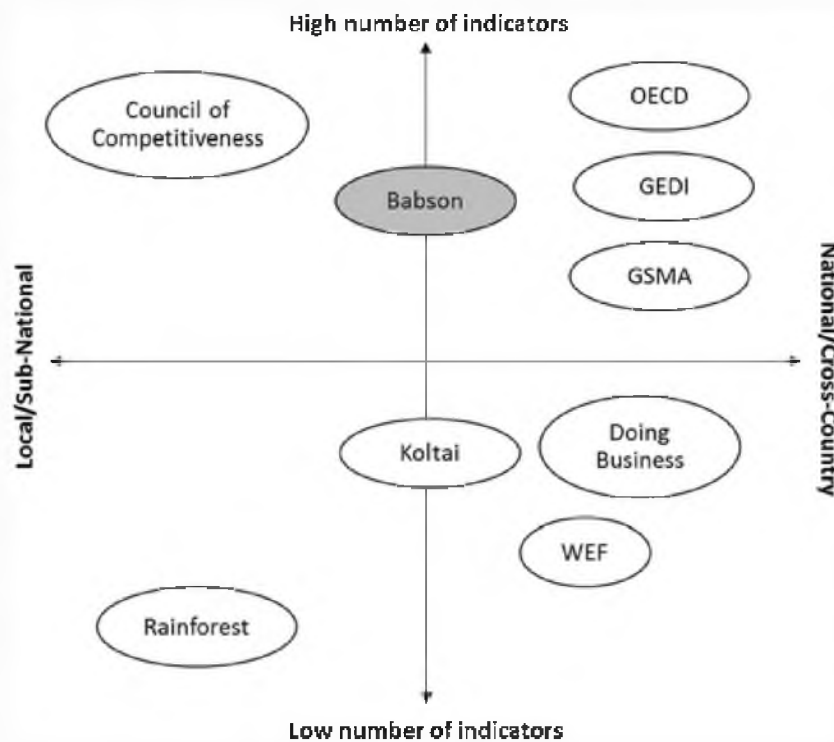 High number of indicators
Council of
Competitiveness
OECD
Babson
GEDI
GSMA
Local/Sub-National
National/Cross-Country
Koltai
Doing
Business
WEF
Rainforest
Low number of indicators